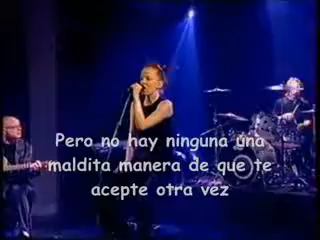 Pero no hay ninguna una
maldita manera de que te
acepte otra vez